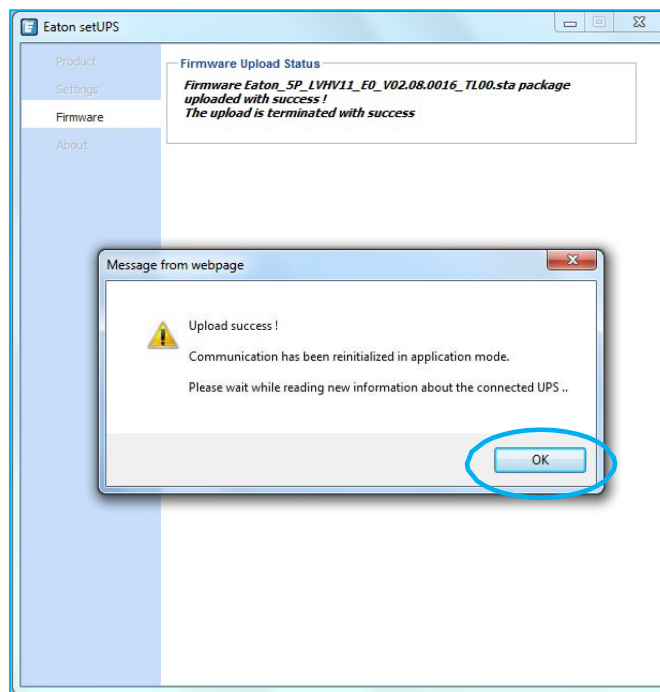 Eaton setUPS
Product
Settings
Firmware
About
Firmware Upload Status
Firmware Eaton_5P_LVHV11_E0_V02.08.0016_TL00.sta package
uploaded with success !
The upload is terminated with success
Message from webpage
Upload success !
Communication has been reinitialized in application mode.
Please wait while reading new information about the connected UPS ..
OK